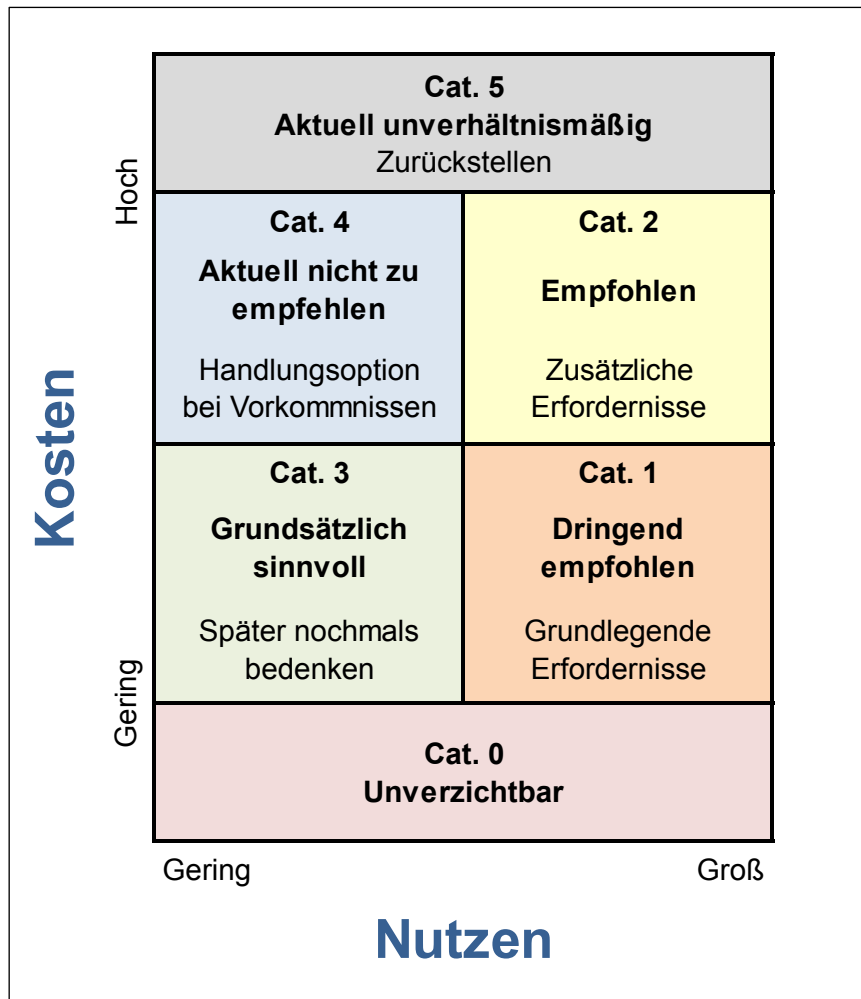 Cat. 5
Aktuell unverhältnismäßig
Zurückstellen
Hoch
Cat. 4
Aktuell nicht zu
empfehlen
Handlungsoption
bei Vorkommnissen
Cat. 2
Empfohlen
Zusätzliche
Erfordernisse
Kosten
Cat. 3
Grundsätzlich
sinnvoll
Später nochmals
bedenken
Cat. 1
Dringend
empfohlen
Grundlegende
Erfordernisse
Gering
Cat. 0
Unverzichtbar
Gering
Groß
Nutzen